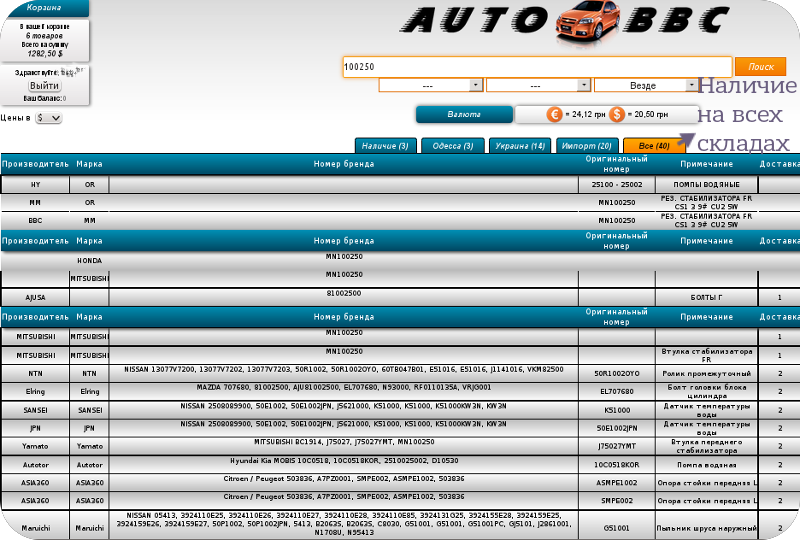 Корзина
В вашей корзине
6 товаров
Всего на сумму
1282,50 $
Здравствуйте,
Выйти
Ваш баланс: 0
Цены в $
AUTO BBC
100250 Поиск
--- --- Везде
Наличие
на всех
складах
Валюта € = 24,12 грн $ = 20,50 грн
Наличие (3) Одесса (3) Украина (14) Импорт (20) Все (40)
Производитель Марка Номер бренда Оригинальный номер Примечание Доставка
HY OR 25100 - 25002 ПОМПЫ ВОДЯНЫЕ
MM OR MN100250 РЕЗ. СТАБИЛИЗАТОРА FR CS1 3 9# CU2 5W
BBC MM MN100250 РЕЗ. СТАБИЛИЗАТОРА FR CS1 3 9# CU2 5W
Производитель Марка Номер бренда Оригинальный номер Примечание Доставка
HONDA MN100250
MITSUBISHI MN100250
AJUSA 81002500 БОЛТЫ Г 1
Производитель Марка Номер бренда Оригинальный номер Примечание Доставка
MITSUBISHI MITSUBISHI MN100250 1
MITSUBISHI MITSUBISHI MN100250 Втулка стабилизатора FR 1
NTN NTN NISSAN 13077V7200, 13077V7202, 13077V7203, 50R1002, 50R1002OYO, 60TB047B01, E51016, E51016, J1141016, VKM82500 50R1002OYO Ролик промежуточный 2
Elring Elring MAZDA 707680, 81002500, AJU81002500, EL707680, N93000, RF0110135A, VRJG001 EL707680 Болт головки блока цилиндра 2
SANSEI SANSEI NISSAN 2508089900, 50E1002, 50E1002JPN, J5621000, K51000, K51000, K51000KW3N, KW3N K51000 Датчик температуры воды 2
JPN JPN NISSAN 2508089900, 50E1002, 50E1002JPN, J5621000, K51000, K51000, K51000KW3N, KW3N 50E1002JPN Датчик температуры воды 2
Yamato Yamato MITSUBISHI BC1914, J75027, J75027YMT, MN100250 J75027YMT Втулка переднего стабилизатора 2
Autotor Autotor Hyundai Kia MOBIS 10C0518, 10C0518KOR, 2510025002, D10530 10C0518KOR Помпа водяная 2
ASIA360 ASIA360 Citroen / Peugeot 503836, A7PZ0001, SMPE002, ASMPE1002, 503836 ASMPE1002 Опора стойки передняя L 2
ASIA360 ASIA360 Citroen / Peugeot 503836, A7PZ0001, SMPE002, ASMPE1002, 503836 SMPE002 Опора стойки передняя L 2
Maruichi Maruichi NISSAN 05413, 3924110E25, 3924110E26, 3924110E27, 3924110E28, 3924110E85, 3924131G25, 3924155E28, 3924159E25,
3924159E26, 3924159E27, 50P1002, 50P1002JPN, 5413, B2063S, B2063S, C8030, G51001, G51001, G51001PC, GJ5101, J2861001,
N1708U, N95413 G51001 Пыльник шруса наружный 2